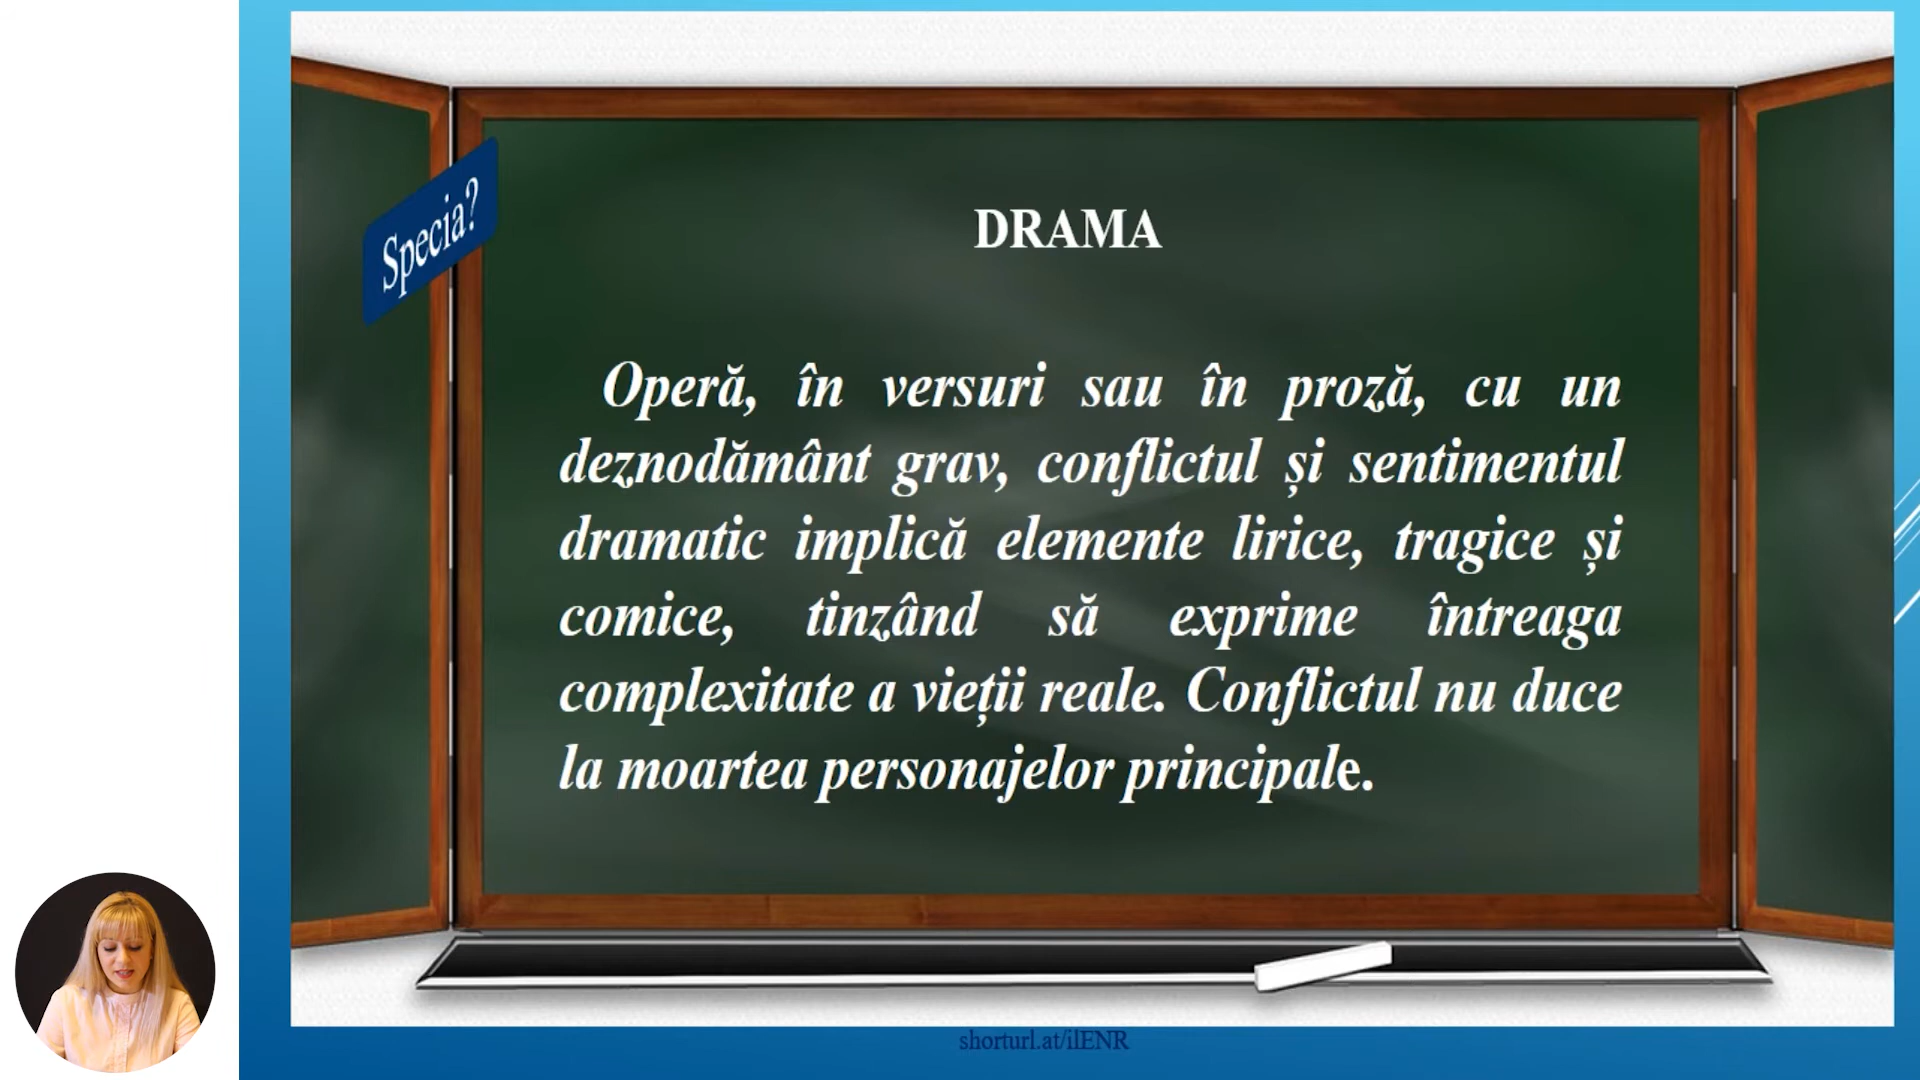 Specia?
DRAMA
Operă, în versuri sau în proză, cu un
deznodământ grav, conflictul și sentimentul
dramatic implică elemente lirice, tragice și
comice, tinzând să exprime întreaga
complexitate a vieții reale. Conflictul nu duce
la moartea personajelor principale.
shorturl.at/ilENR